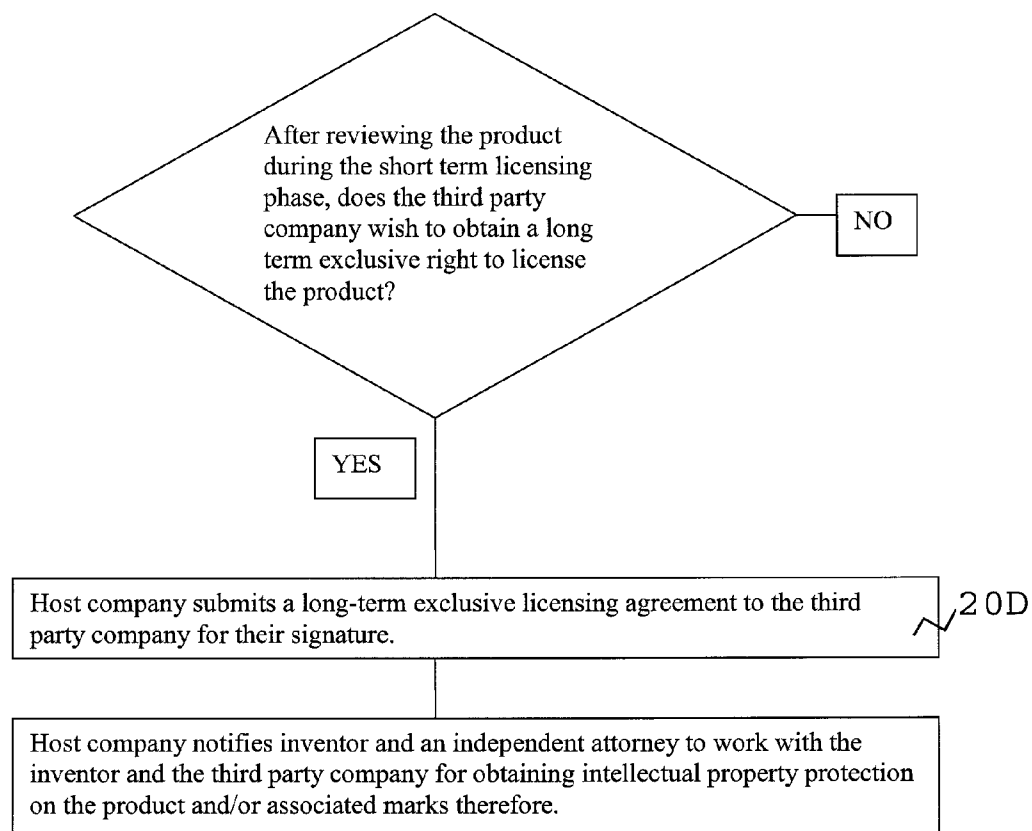 After reviewing the product
during the short term licensing
phase, does the third party
company wish to obtain a long
term exclusive right to license
the product?
NO
YES
Host company submits a long-term exclusive licensing agreement to the third
party company for their signature.
20D
Host company notifies inventor and an independent attorney to work with the
inventor and the third party company for obtaining intellectual property protection
on the product and/or associated marks therefore.